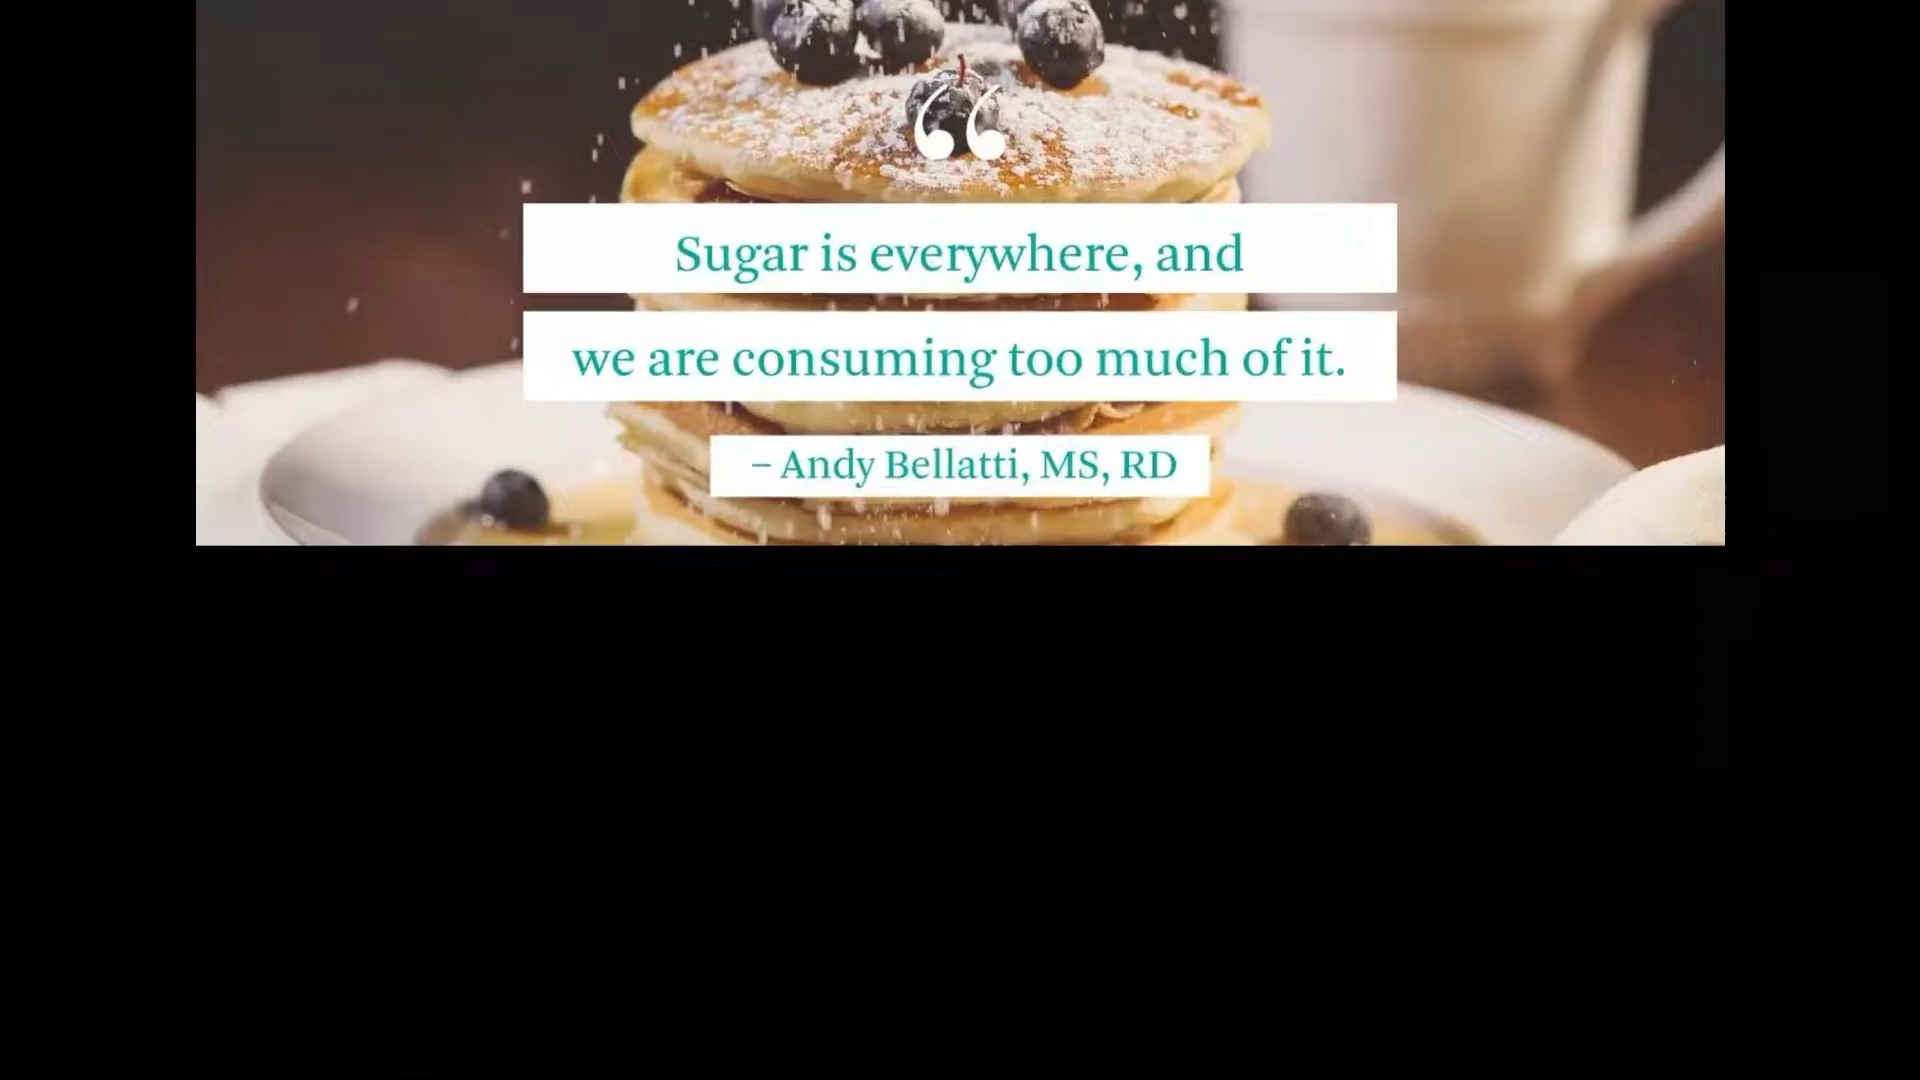 “
Sugar is everywhere, and
we are consuming too much of it.
– Andy Bellatti, MS, RD